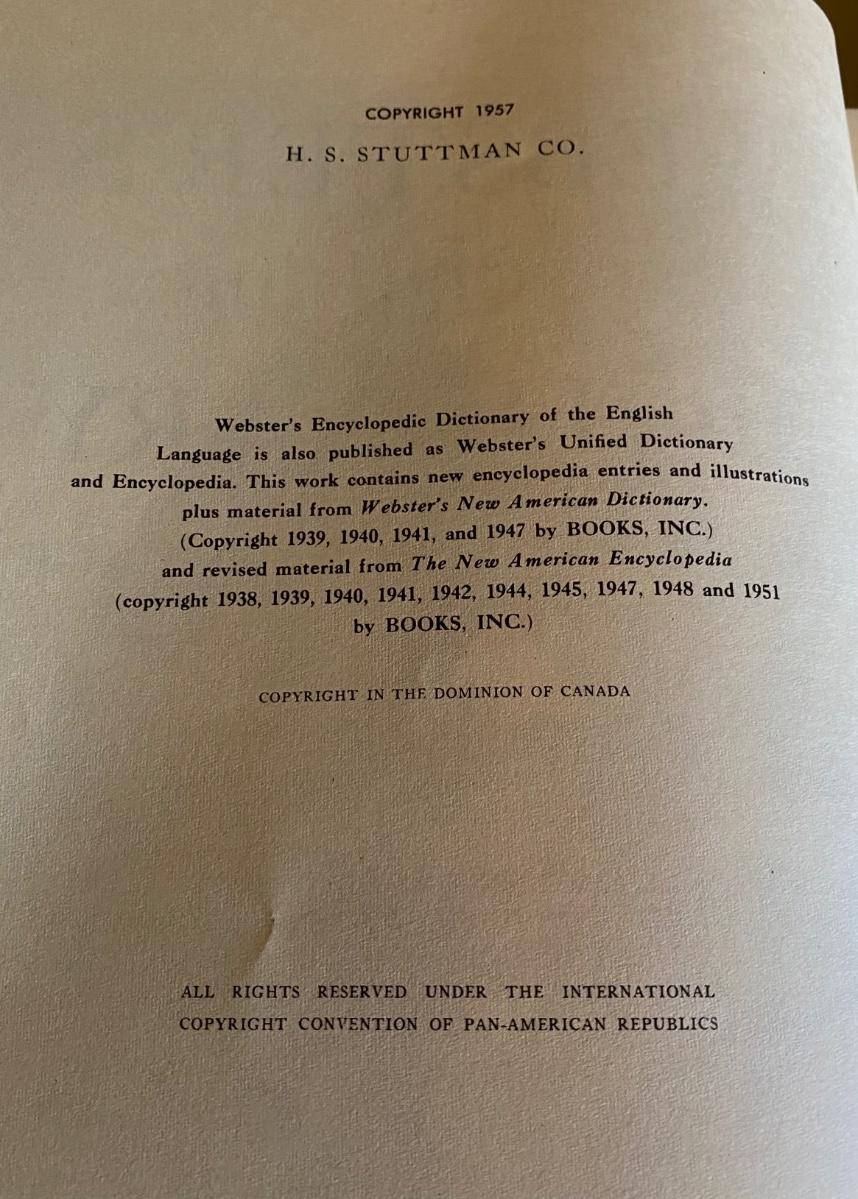 COPYRIGHT 1957
H. S. STUTTMAN CO.
Webster's Encyclopedic Dictionary of the English
Language is also published as Webster's Unified Dictionary
and Encyclopedia. This work contains new encyclopedia entries and illustrations
plus material from Webster's New American Dictionary.
(Copyright 1939, 1940, 1941, and 1947 by BOOKS, INC.)
and revised material from The New American Encyclopedia
(copyright 1938, 1939, 1940, 1941, 1942, 1944, 1945, 1947, 1948 and 1951
by BOOKS, INC.)
COPYRIGHT IN THE DOMINION OF CANADA
ALL RIGHTS RESERVED UNDER THE INTERNATIONAL
COPYRIGHT CONVENTION OF PAN-AMERICAN REPUBLICS